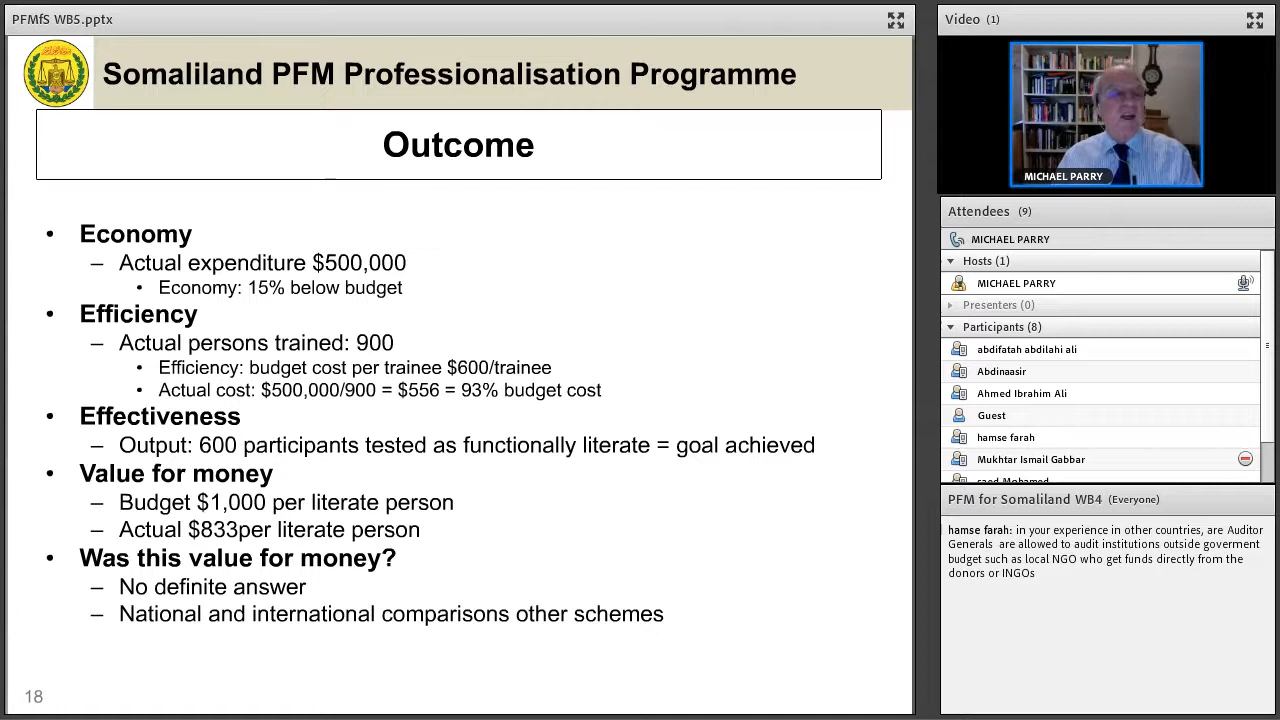 PFMfS WB5.pptx
Somaliland PFM Professionalisation Programme
Outcome
• Economy
– Actual expenditure $500,000
• Economy: 15% below budget
• Efficiency
– Actual persons trained: 900
• Efficiency: budget cost per trainee $600/trainee
• Actual cost: $500,000/900 = $556 = 93% budget cost
• Effectiveness
– Output: 600 participants tested as functionally literate = goal achieved
• Value for money
– Budget $1,000 per literate person
– Actual $833per literate person
• Was this value for money?
– No definite answer
– National and international comparisons other schemes
18
Video (1)
MICHAEL PARRY
Attendees (9)
MICHAEL PARRY
Hosts (1)
MICHAEL PARRY
Presenters (0)
Participants (8)
abdifatah abdilahi ali
Abdinaasir
Ahmed Ibrahim Ali
Guest
hamse farah
Mukhtar Ismail Gabbar
saed Mohamed
PFM for Somaliland WB4 (Everyone)
hamse farah: in your experience in other countries, are Auditor
Generals are allowed to audit institutions outside goverment
budget such as local NGO who get funds directly from the
donors or INGOs